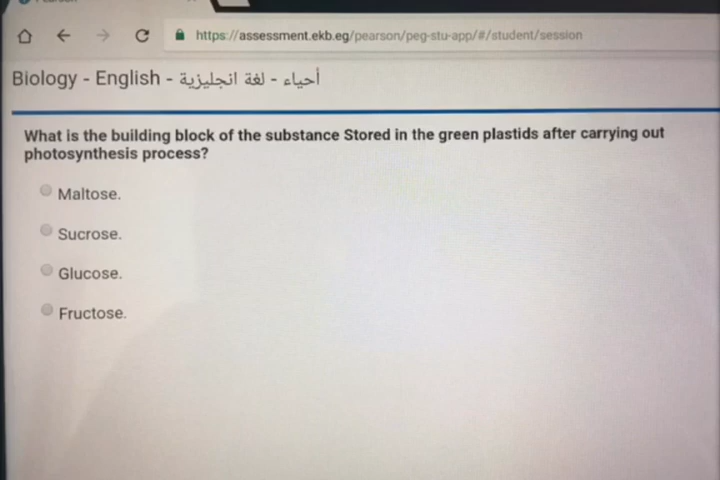 https://assessment.ekb.eg/pearson/peg-stu-app/#/student/session
Biology - English - أحياء - لغة انجليزية
What is the building block of the substance Stored in the green plastids after carrying out
photosynthesis process?
Maltose.
Sucrose.
Glucose.
Fructose.